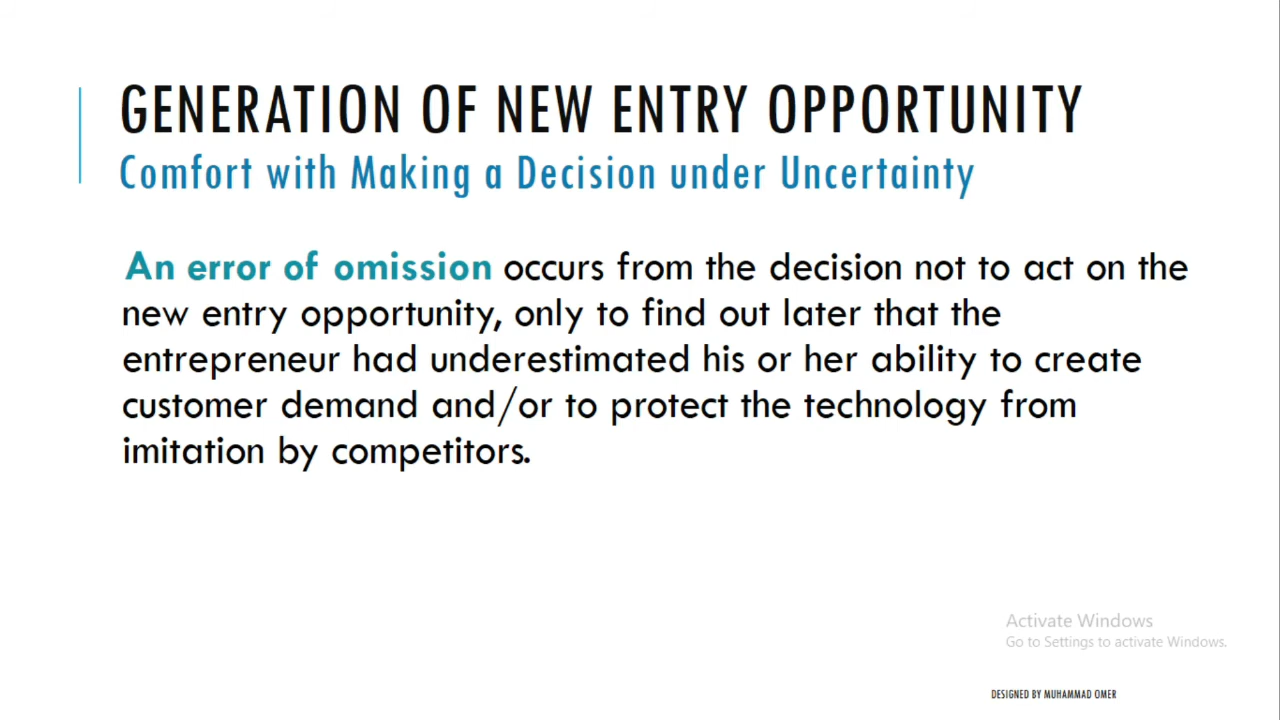 GENERATION OF NEW ENTRY OPPORTUNITY
Comfort with Making a Decision under Uncertainty
An error of omission occurs from the decision not to act on the
new entry opportunity, only to find out later that the
entrepreneur had underestimated his or her ability to create
customer demand and/or to protect the technology from
imitation by competitors.
Activate Windows
Go to Settings to activate Windows.
DESIGNED BY MUHAMMAD OMER